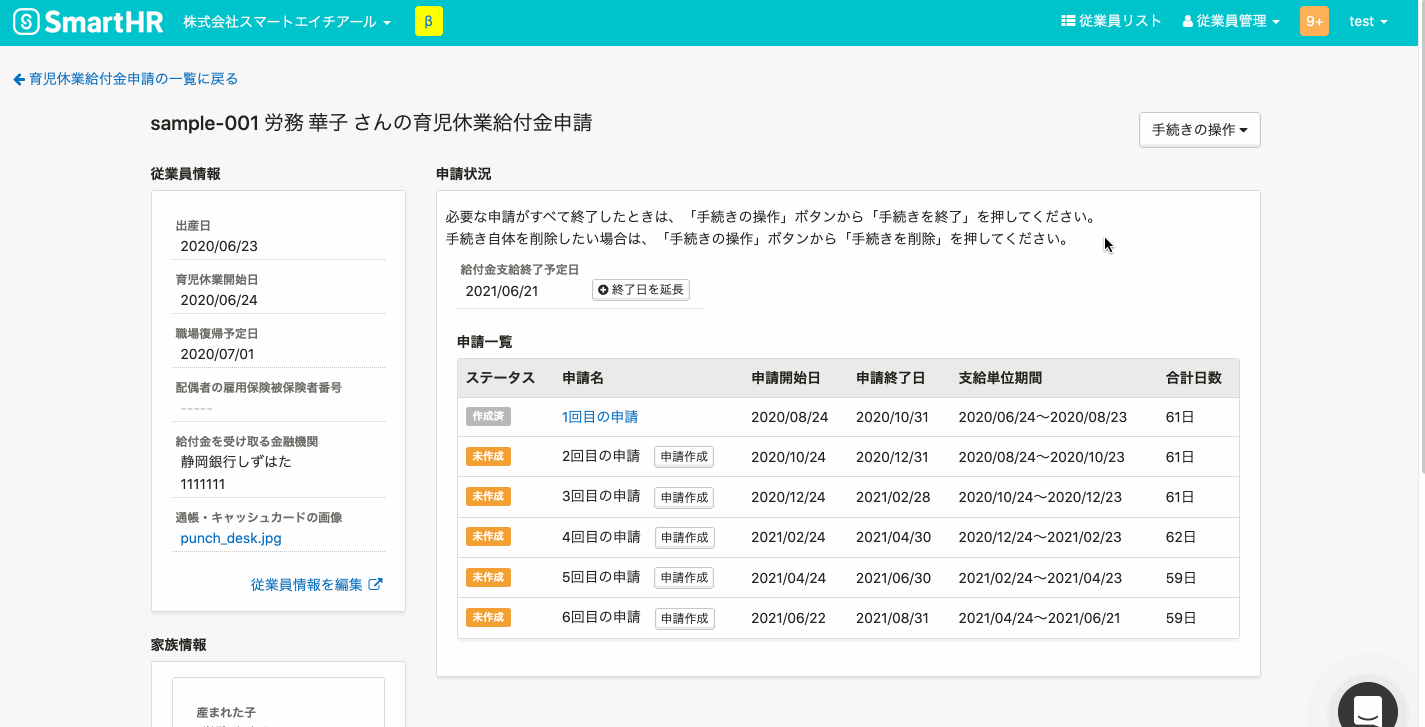 SmartHR 株式会社スマートエイチアール β 従業員リスト 従業員管理 9+ test
育児休業給付金申請の一覧に戻る
sample-001 労務 華子 さんの育児休業給付金申請
手続きの操作
従業員情報
出産日
2020/06/23
育児休業開始日
2020/06/24
職場復帰予定日
2020/07/01
配偶者の雇用保険被保険者番号
-----
給付金を受け取る金融機関
静岡銀行しずはた
1111111
通帳・キャッシュカードの画像
punch_desk.jpg
従業員情報を編集
家族情報
産まれた子
申請状況
必要な申請がすべて終了したときは、「手続きの操作」ボタンから「手続きを終了」を押してください。
手続き自体を削除したい場合は、「手続きの操作」ボタンから「手続きを削除」を押してください。
給付金支給終了予定日
2021/06/21 終了日を延長
申請一覧
ステータス 申請名 申請開始日 申請終了日 支給単位期間 合計日数
作成済 1回目の申請 2020/08/24 2020/10/31 2020/06/24〜2020/08/23 61日
未作成 2回目の申請 申請作成 2020/10/24 2020/12/31 2020/08/24〜2020/10/23 61日
未作成 3回目の申請 申請作成 2020/12/24 2021/02/28 2020/10/24〜2020/12/23 61日
未作成 4回目の申請 申請作成 2021/02/24 2021/04/30 2020/12/24〜2021/02/23 62日
未作成 5回目の申請 申請作成 2021/04/24 2021/06/30 2021/02/24〜2021/04/23 59日
未作成 6回目の申請 申請作成 2021/06/22 2021/08/31 2021/04/24〜2021/06/21 59日